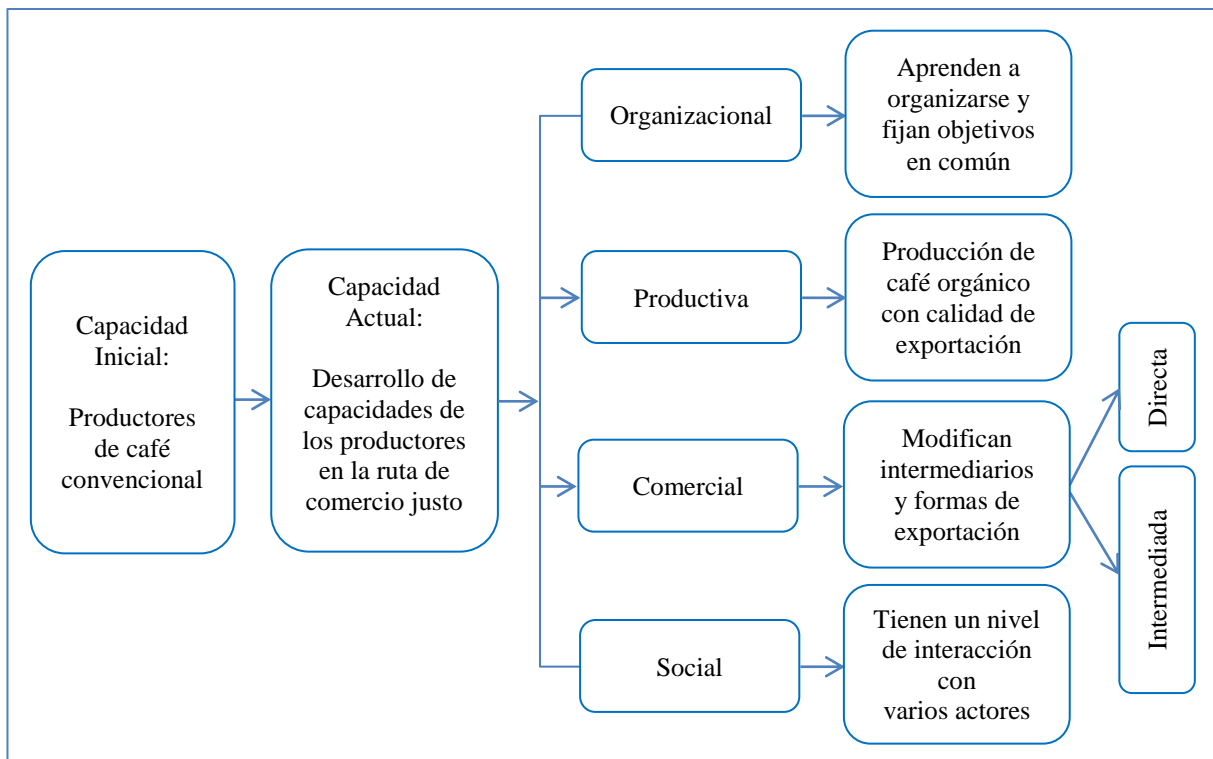 Capacidad
Inicial:
Productores
de café
convencional
Capacidad
Actual:
Desarrollo de
capacidades de
los productores
en la ruta de
comercio justo
Organizacional
Aprenden a
organizarse y
fijan objetivos
en común
Productiva
Producción de
café orgánico
con calidad de
exportación
Comercial
Modifican
intermediarios
y formas de
exportación
Directa
Intermediada
Social
Tienen un nivel
de interacción
con
varios actores